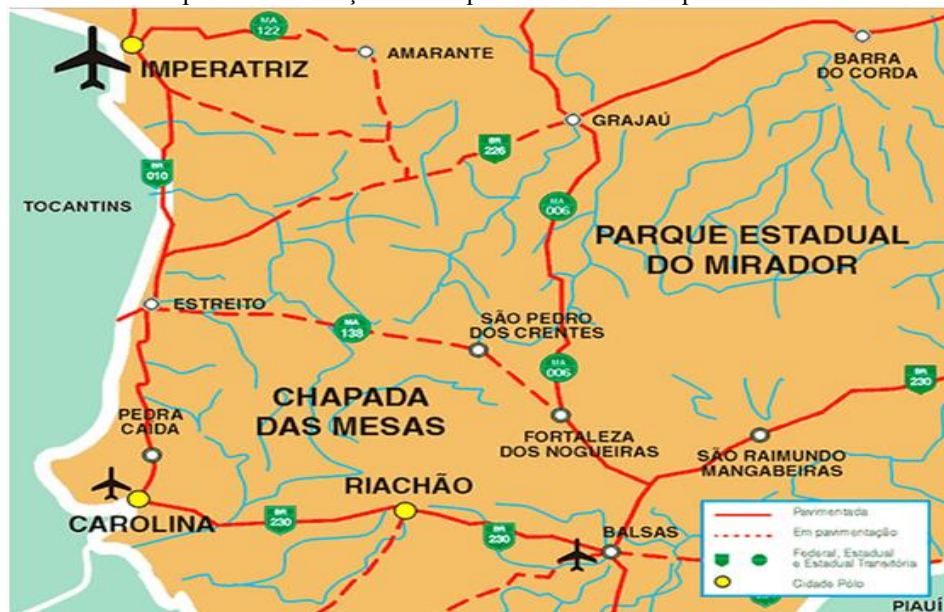 MA
122
AMARANTE
IMPERATRIZ
BARRA
DO CORDA
GRAJAÚ
BR
226
BR
010
TOCANTINS
MA
006
PARQUE ESTADUAL
DO MIRADOR
ESTREITO
MA
138
SÃO PEDRO
DOS CRENTES
MA
006
BR
230
CHAPADA
DAS MESAS
PEDRA
CAIDA
FORTALEZA
DOS NOGUEIRAS
SÃO RAIMUNDO
MANGABEIRAS
RIACHÃO
CAROLINA
BR
230
BR
230
BALSAS
Pavimentada
Em pavimentação
Federal, Estadual
e Estadual Transitória
Cidade Pólo
PIAUÍ